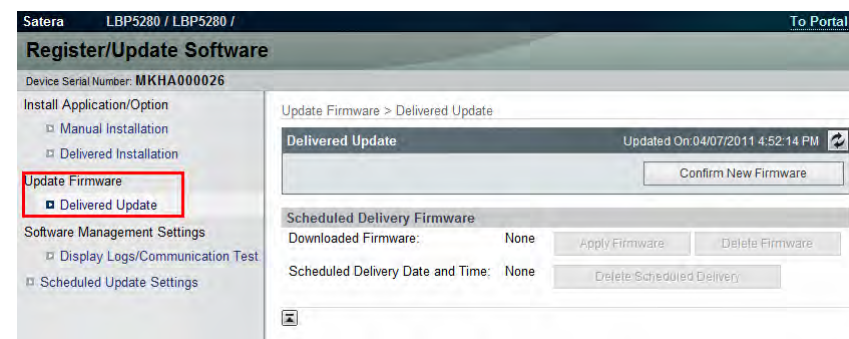 Satera LBP5280 / LBP5280 /
To Portal
Register/Update Software
Device Serial Number: MKHA000026
Install Application/Option
Manual Installation
Delivered Installation
Update Firmware
Delivered Update
Software Management Settings
Display Logs/Communication Test
Scheduled Update Settings
Update Firmware > Delivered Update
Delivered Update Updated On:04/07/2011 4:52:14 PM
Confirm New Firmware
Scheduled Delivery Firmware
Downloaded Firmware: None Apply Firmware Delete Firmware
Scheduled Delivery Date and Time: None Delete Scheduled Delivery